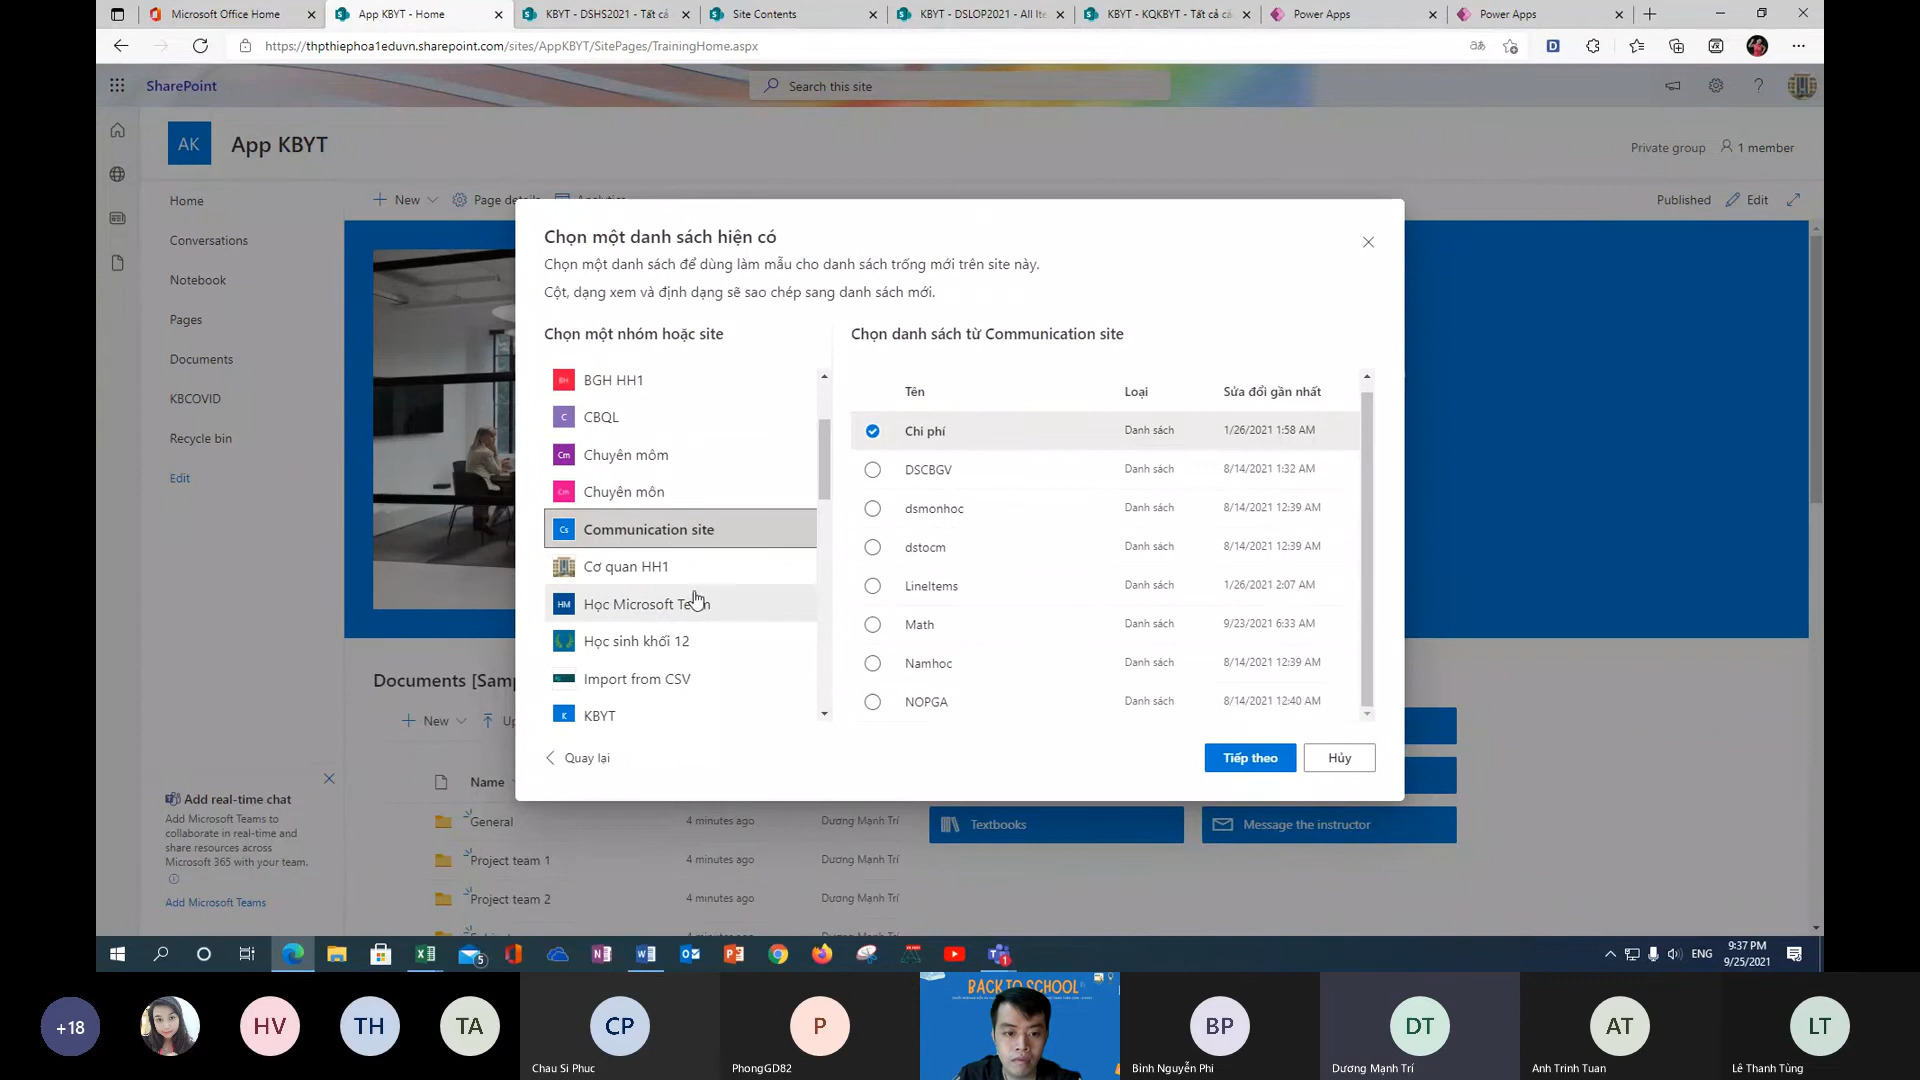 Microsoft Office Home
App KBYT - Home
KBYT - DSHS2021 - Tất cả
Site Contents
KBYT - DSLOP2021 - All Ite
KBYT - KQKBYT - Tất cả cá
Power Apps
Power Apps
https://thpthiephoa1eduvn.sharepoint.com/sites/AppKBYT/SitePages/TrainingHome.aspx
SharePoint
Search this site
AK
App KBYT
Private group
1 member
Home
Conversations
Notebook
Pages
Documents
KBCOVID
Recycle bin
Edit
New
Page details
Analytics
Published
Edit
Chọn một danh sách hiện có
Chọn một danh sách để dùng làm mẫu cho danh sách trống mới trên site này.
Cột, dạng xem và định dạng sẽ sao chép sang danh sách mới.
Chọn một nhóm hoặc site
BH BGH HH1
C CBQL
Cm Chuyên môm
Cm Chuyên môn
Cs Communication site
Cơ quan HH1
HM Học Microsoft Team
Học sinh khối 12
Import from CSV
K KBYT
Chọn danh sách từ Communication site
Tên Loại Sửa đổi gần nhất
Chi phí Danh sách 1/26/2021 1:58 AM
DSCBGV Danh sách 8/14/2021 1:32 AM
dsmonhoc Danh sách 8/14/2021 12:39 AM
dstocm Danh sách 8/14/2021 12:39 AM
LineItems Danh sách 1/26/2021 2:07 AM
Math Danh sách 9/23/2021 6:33 AM
Namhoc Danh sách 8/14/2021 12:39 AM
NOPGA Danh sách 8/14/2021 12:40 AM
Quay lại
Tiếp theo
Hủy
Documents [Samp
New
Up
Name
General 4 minutes ago Dương Mạnh Trí
Project team 1 4 minutes ago Dương Mạnh Trí
Project team 2 4 minutes ago Dương Mạnh Trí
Textbooks
Message the instructor
Add real-time chat
Add Microsoft Teams to
collaborate in real-time and
share resources across
Microsoft 365 with your team.
Add Microsoft Teams
5
1
ENG
9:37 PM
9/25/2021
+18
HV
TH
TA
CP
Chau Si Phuc
P
PhongGD82
BACK TO SCHOOL
BP
Bình Nguyễn Phi
DT
Dương Mạnh Trí
AT
Anh Trinh Tuan
LT
Lê Thanh Tùng